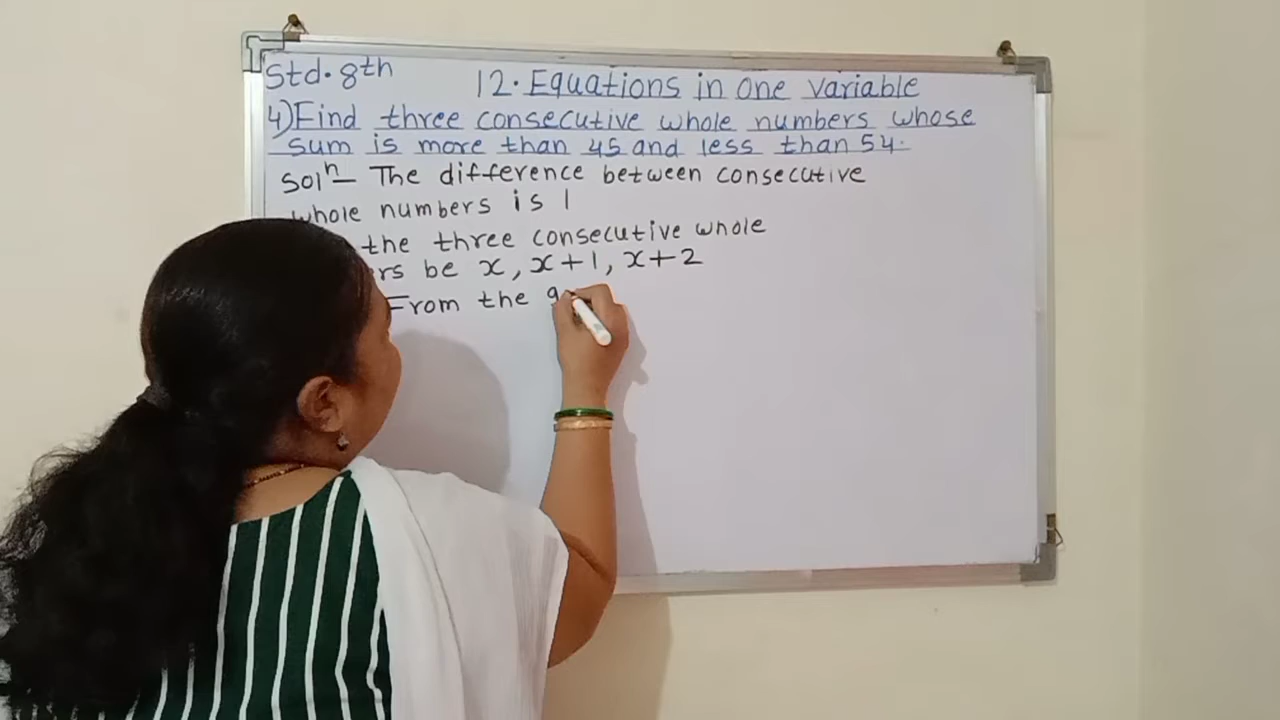 Std. 8th
12. Equations in one variable
4) Find three consecutive whole numbers whose
sum is more than 45 and less than 54.
Solⁿ- The difference between consecutive
whole numbers is 1
the three consecutive whole
rs be x, x+1, x+2
From the